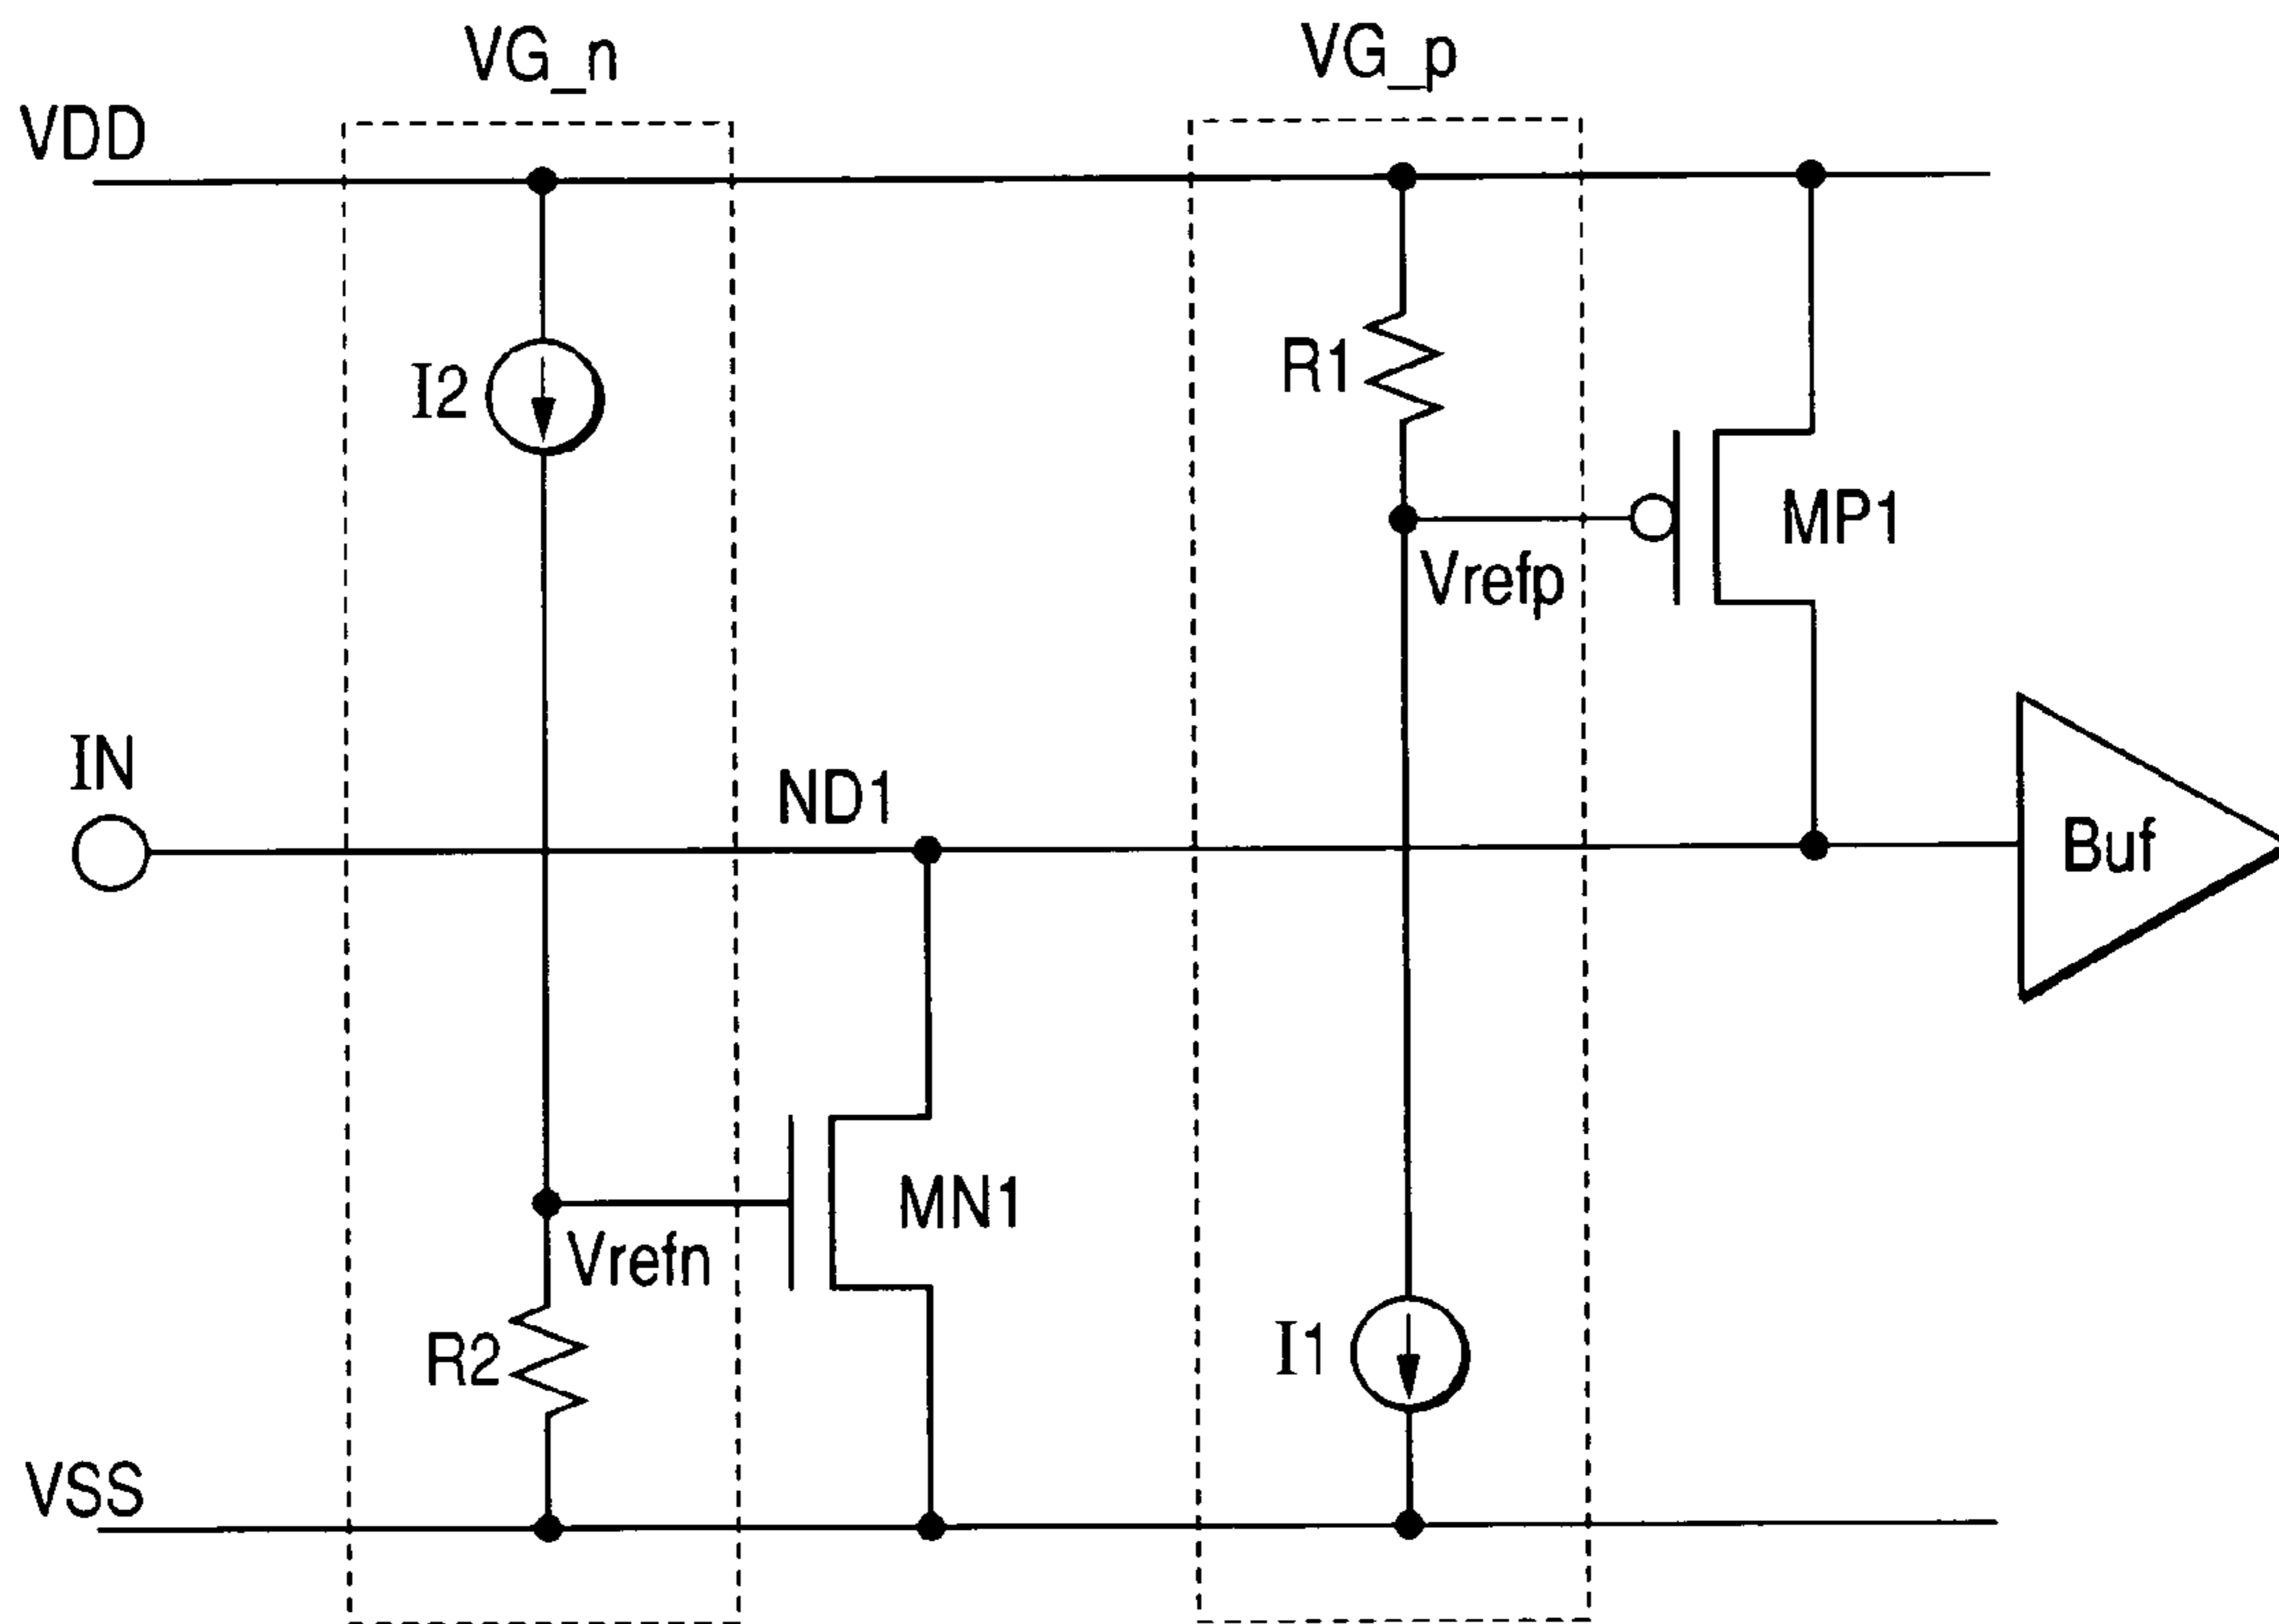 VG_n
VG_p
VDD
I2
R1
MP1
Vrefp
IN
ND1
Buf
MN1
Vrefn
R2
I1
VSS